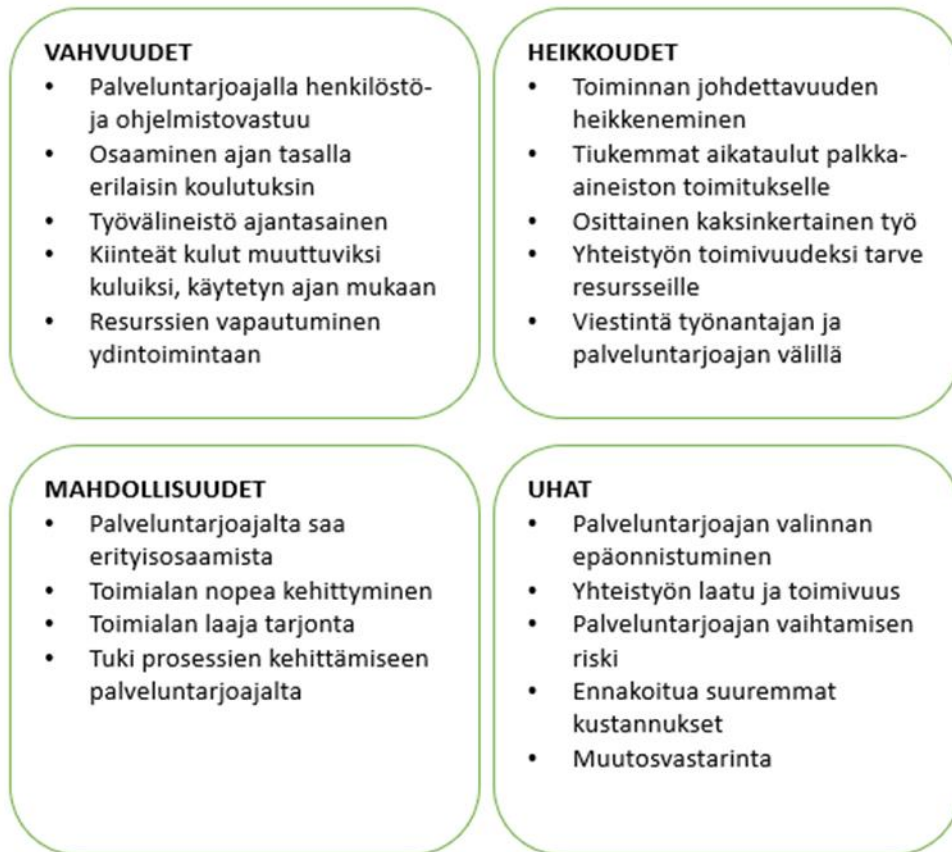 VAHVUUDET
• Palveluntarjoajalla henkilöstö-
ja ohjelmistovastuu
• Osaaminen ajan tasalla
erilaisin koulutuksin
• Työvälineistö ajantasainen
• Kiinteät kulut muuttuviksi
kuluiksi, käytetyn ajan mukaan
• Resurssien vapautuminen
ydintoimintaan
HEIKKOUDET
• Toiminnan johdettavuuden
heikkeneminen
• Tiukemmat aikataulut palkka-
aineiston toimitukselle
• Osittainen kaksinkertainen työ
• Yhteistyön toimivuudeksi tarve
resursseille
• Viestintä työnantajan ja
palveluntarjoajan välillä
MAHDOLLISUUDET
• Palveluntarjoajalta saa
erityisosaamista
• Toimialan nopea kehittyminen
• Toimialan laaja tarjonta
• Tuki prosessien kehittämiseen
palveluntarjoajalta
UHAT
• Palveluntarjoajan valinnan
epäonnistuminen
• Yhteistyön laatu ja toimivuus
• Palveluntarjoajan vaihtamisen
riski
• Ennakoitua suuremmat
kustannukset
• Muutosvastarinta